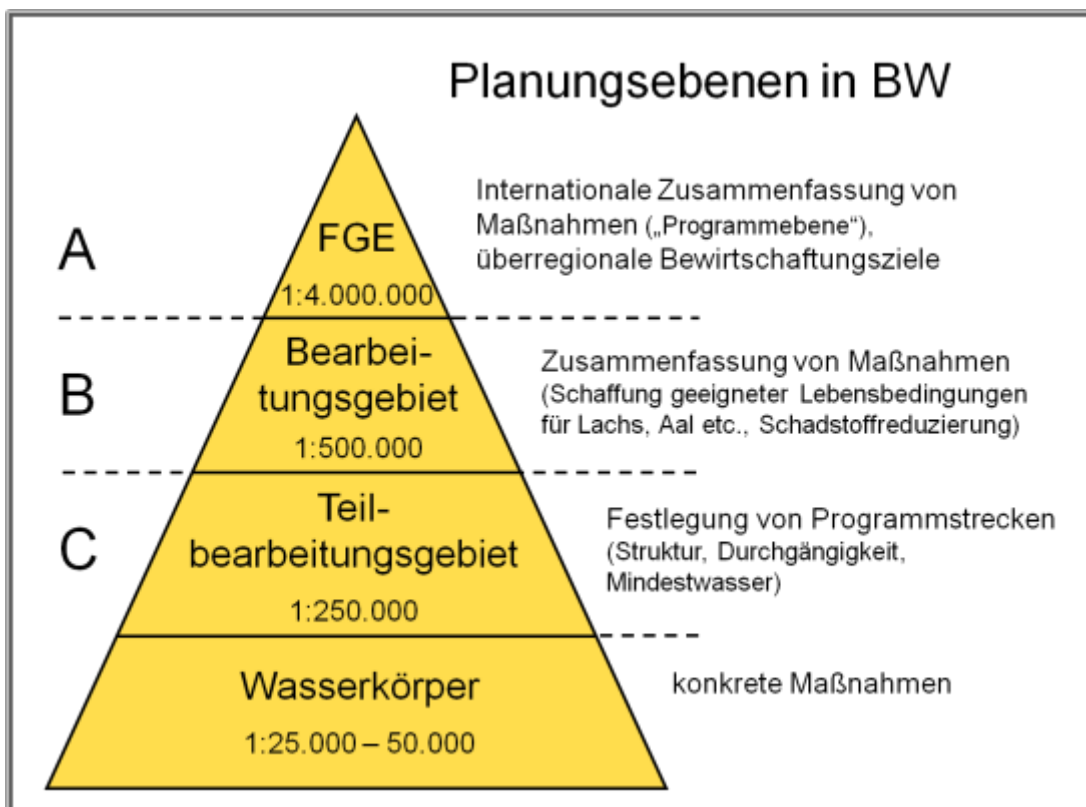 Planungsebenen in BW
A
FGE
1:4.000.000
Internationale Zusammenfassung von
Maßnahmen („Programmebene“),
überregionale Bewirtschaftungsziele
B
Bearbei-
tungsgebiet
1:500.000
Zusammenfassung von Maßnahmen
(Schaffung geeigneter Lebensbedingungen
für Lachs, Aal etc., Schadstoffreduzierung)
C
Teil-
bearbeitungsgebiet
1:250.000
Festlegung von Programmstrecken
(Struktur, Durchgängigkeit,
Mindestwasser)
Wasserkörper
1:25.000 – 50.000
konkrete Maßnahmen